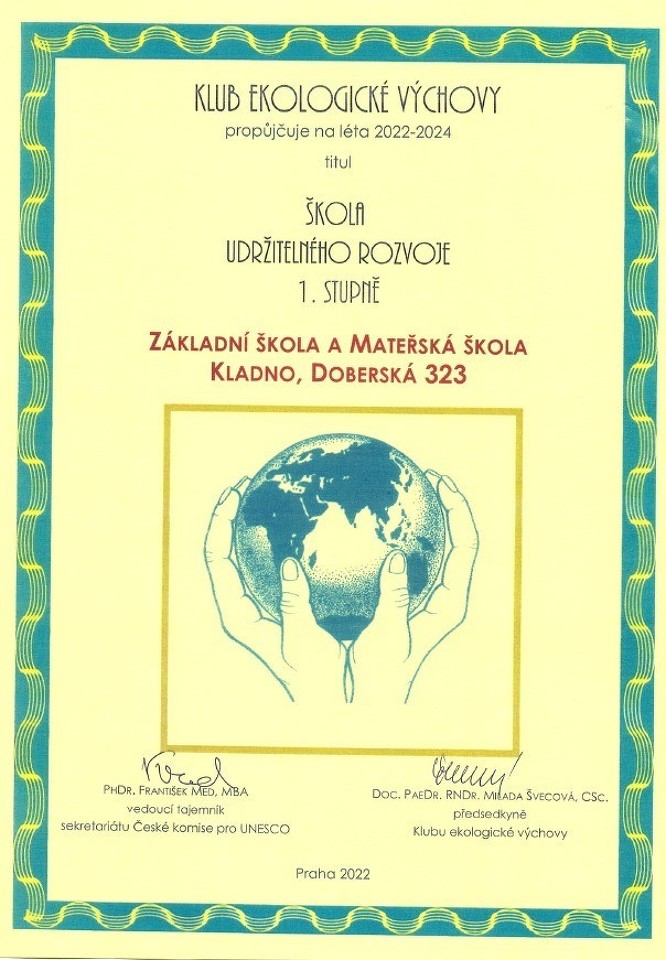 KLUB EKOLOGICKÉ VÝCHOVY
propůjčuje na léta 2022-2024
titul
ŠKOLA
UDRŽITELNÉHO ROZVOJE
1. STUPNĚ
ZÁKLADNÍ ŠKOLA A MATEŘSKÁ ŠKOLA
KLADNO, DOBERSKÁ 323
PHDR. FRANTIŠEK MED, MBA
vedoucí tajemník
sekretariátu České komise pro UNESCO
DOC. PAEDR. RNDR. MILADA ŠVECOVÁ, CSC.
předsedkyně
Klubu ekologické výchovy
Praha 2022